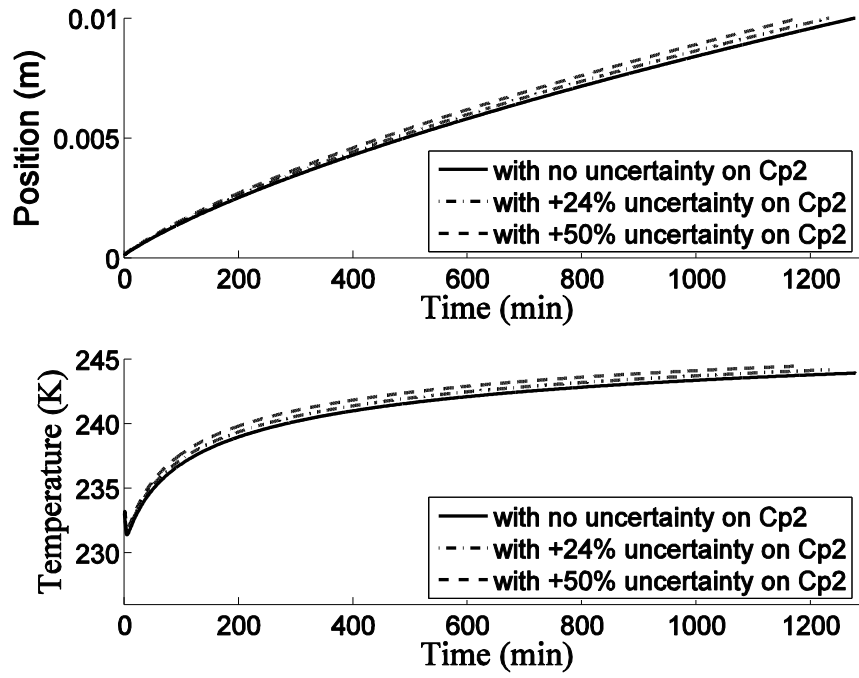 Position (m)
0.01
0.005
0
with no uncertainty on Cp2
with +24% uncertainty on Cp2
with +50% uncertainty on Cp2
0 200 400 600 800 1000 1200
Time (min)
Temperature (K)
245
240
235
230
with no uncertainty on Cp2
with +24% uncertainty on Cp2
with +50% uncertainty on Cp2
0 200 400 600 800 1000 1200
Time (min)